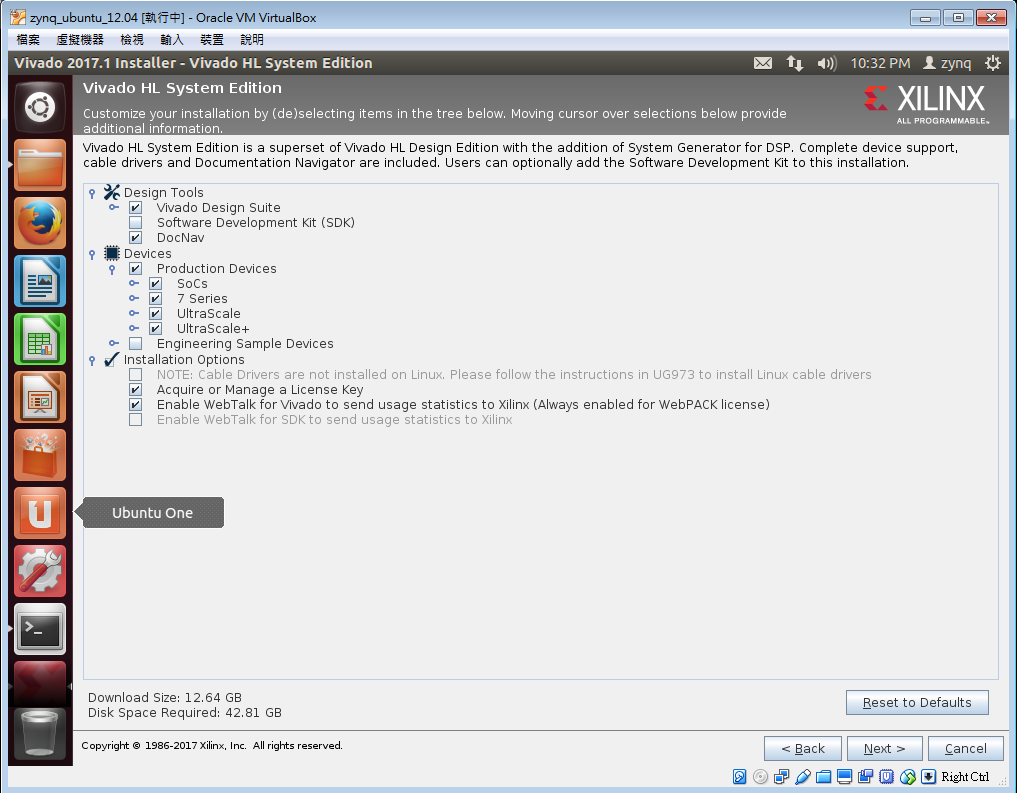 zynq_ubuntu_12.04 [執行中] - Oracle VM VirtualBox
檔案 虛擬機器 檢視 輸入 裝置 說明
Vivado 2017.1 Installer - Vivado HL System Edition 10:32 PM zynq
Vivado HL System Edition
Customize your installation by (de)selecting items in the tree below. Moving cursor over selections below provide
additional information.
XILINX
ALL PROGRAMMABLE™
Vivado HL System Edition is a superset of Vivado HL Design Edition with the addition of System Generator for DSP. Complete device support,
cable drivers and Documentation Navigator are included. Users can optionally add the Software Development Kit to this installation.
Design Tools
Vivado Design Suite
Software Development Kit (SDK)
DocNav
Devices
Production Devices
SoCs
7 Series
UltraScale
UltraScale+
Engineering Sample Devices
Installation Options
NOTE: Cable Drivers are not installed on Linux. Please follow the instructions in UG973 to install Linux cable drivers
Acquire or Manage a License Key
Enable WebTalk for Vivado to send usage statistics to Xilinx (Always enabled for WebPACK license)
Enable WebTalk for SDK to send usage statistics to Xilinx
Ubuntu One
Download Size: 12.64 GB
Disk Space Required: 42.81 GB
Reset to Defaults
Copyright © 1986-2017 Xilinx, Inc. All rights reserved.
< Back Next > Cancel
Right Ctrl